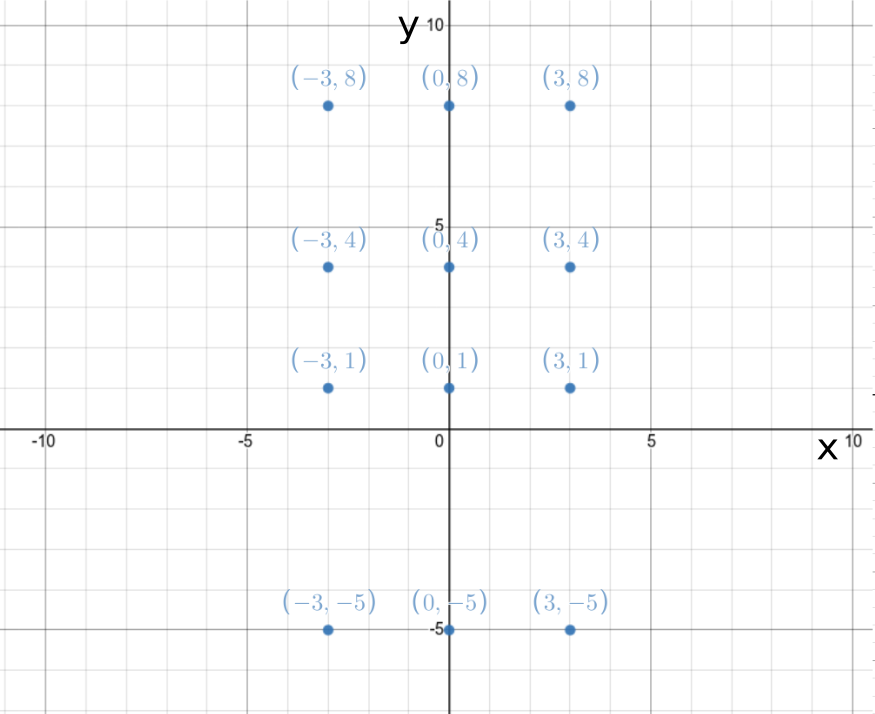 y 10
(−3, 8) (0, 8) (3, 8)
5
(−3, 4) (0, 4) (3, 4)
(−3, 1) (0, 1) (3, 1)
-10 -5 0 5 x 10
(−3, −5) (0, −5) (3, −5)
-5